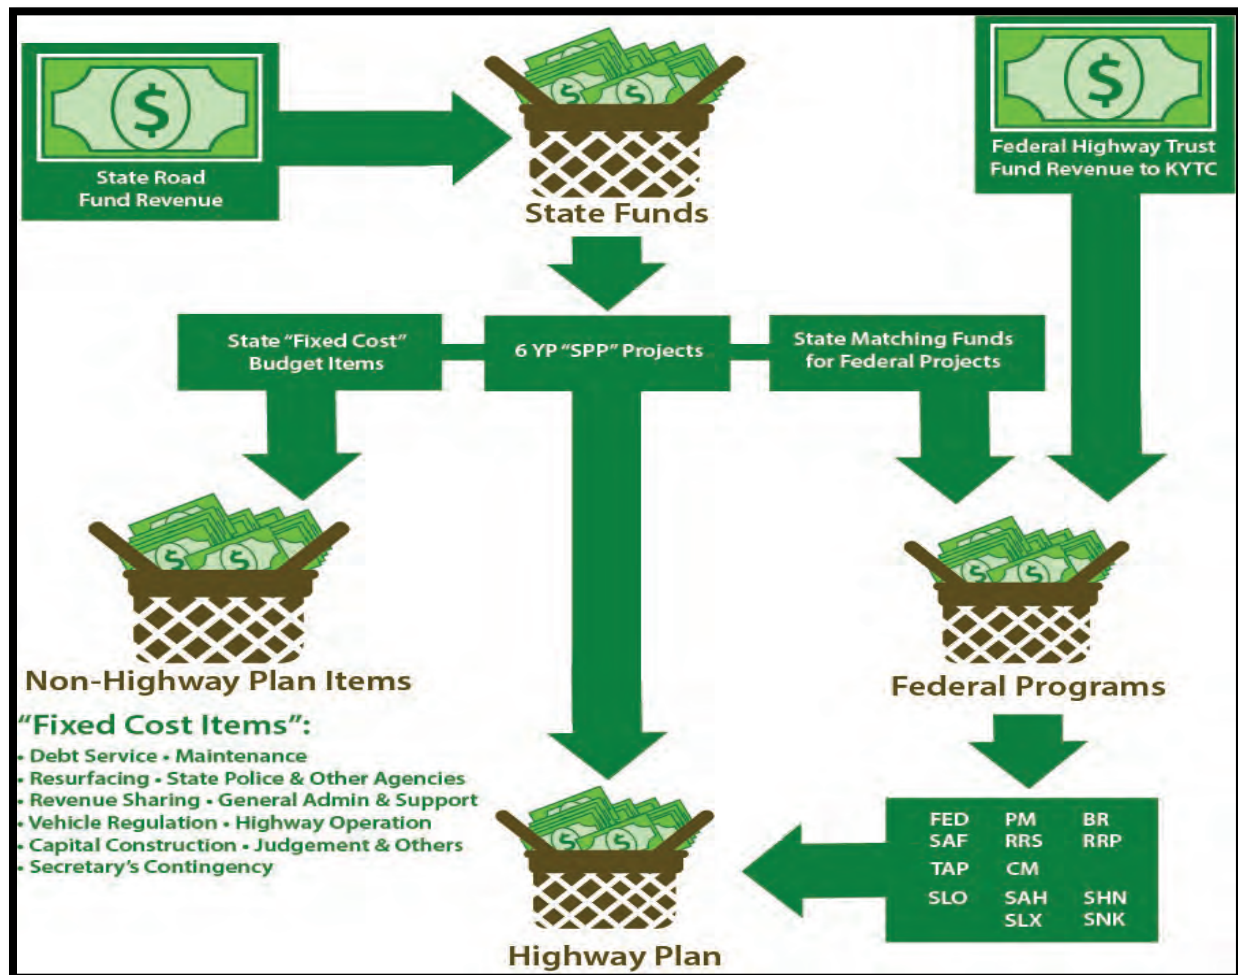 State Road
Fund Revenue
State Funds
Federal Highway Trust
Fund Revenue to KYTC
State “Fixed Cost”
Budget Items
6 YP “SPP” Projects
State Matching Funds
for Federal Projects
Non-Highway Plan Items
“Fixed Cost Items”:
• Debt Service • Maintenance
• Resurfacing • State Police & Other Agencies
• Revenue Sharing • General Admin & Support
• Vehicle Regulation • Highway Operation
• Capital Construction • Judgement & Others
• Secretary’s Contingency
Federal Programs
FED PM BR
SAF RRS RRP
TAP CM
SLO SAH SHN
SLX SNK
Highway Plan